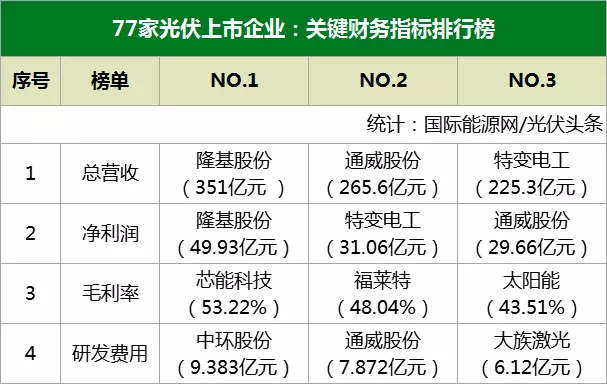 77家光伏上市企业：关键财务指标排行榜
序号 榜单 NO.1 NO.2 NO.3
统计：国际能源网/光伏头条
1 总营收 隆基股份 通威股份 特变电工
（351亿元 ） （265.6亿元） （225.3亿元）
2 净利润 隆基股份 特变电工 通威股份
（49.93亿元） （31.06亿元） （29.66亿元）
3 毛利率 芯能科技 福莱特 太阳能
（53.22%） （48.04%） （43.51%）
4 研发费用 中环股份 通威股份 大族激光
（9.383亿元） （7.872亿元） （6.12亿元）